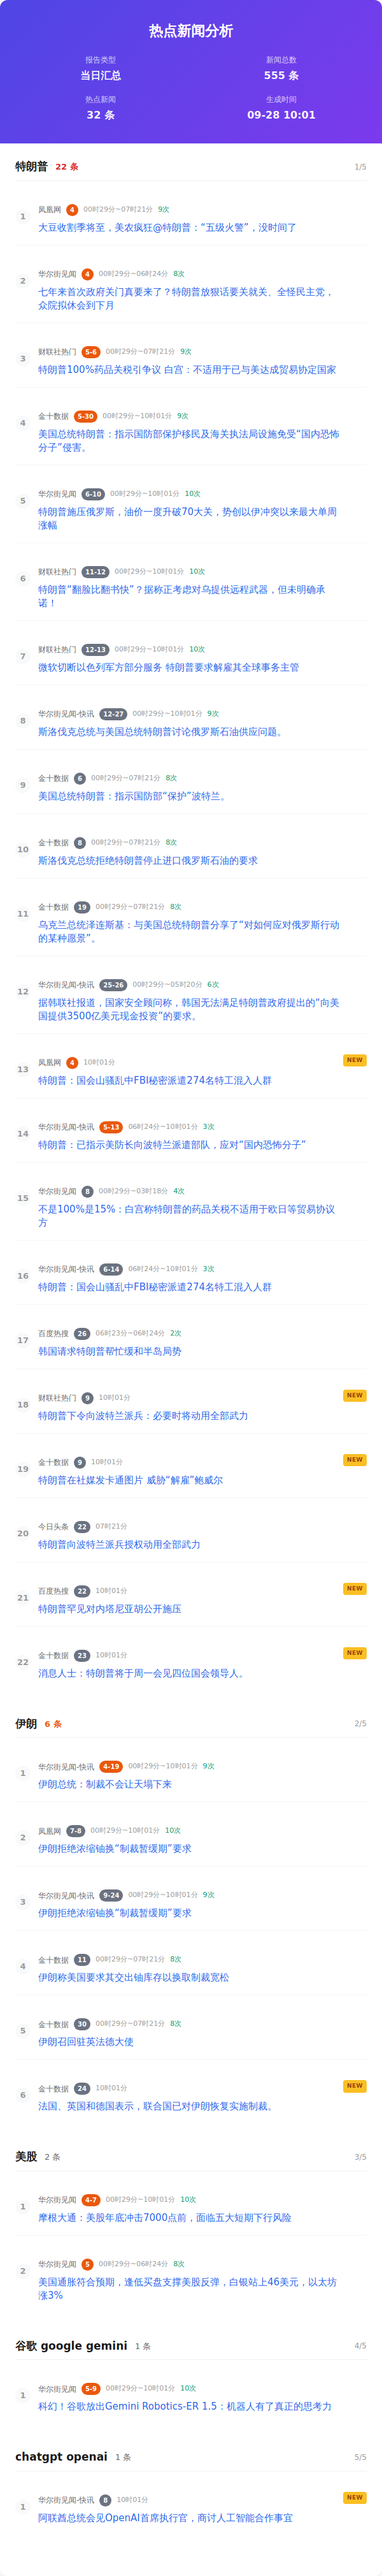 热点新闻分析
报告类型
当日汇总
新闻总数
555 条
热点新闻
32 条
生成时间
09-28 10:01
特朗普 22 条 1/5
1
凤凰网 4 00时29分~07时21分 9次
大豆收割季将至，美农疯狂@特朗普：“五级火警”，没时间了
2
华尔街见闻 4 00时29分~06时24分 8次
七年来首次政府关门真要来了？特朗普放狠话要关就关、全怪民主党，
众院拟休会到下月
3
财联社热门 5-6 00时29分~07时21分 9次
特朗普100%药品关税引争议 白宫：不适用于已与美达成贸易协定国家
4
金十数据 5-30 00时29分~10时01分 9次
美国总统特朗普：指示国防部保护移民及海关执法局设施免受“国内恐怖
分子”侵害。
5
华尔街见闻 6-10 00时29分~10时01分 10次
特朗普施压俄罗斯，油价一度升破70大关，势创以伊冲突以来最大单周
涨幅
6
财联社热门 11-12 00时29分~10时01分 10次
特朗普“翻脸比翻书快”？据称正考虑对乌提供远程武器，但未明确承
诺！
7
财联社热门 12-13 00时29分~10时01分 10次
微软切断以色列军方部分服务 特朗普要求解雇其全球事务主管
8
华尔街见闻-快讯 12-27 00时29分~10时01分 9次
斯洛伐克总统与美国总统特朗普讨论俄罗斯石油供应问题。
9
金十数据 6 00时29分~07时21分 8次
美国总统特朗普：指示国防部“保护”波特兰。
10
金十数据 8 00时29分~07时21分 8次
斯洛伐克总统拒绝特朗普停止进口俄罗斯石油的要求
11
金十数据 19 00时29分~07时21分 8次
乌克兰总统泽连斯基：与美国总统特朗普分享了“对如何应对俄罗斯行动
的某种愿景”。
12
华尔街见闻-快讯 25-26 00时29分~05时20分 6次
据韩联社报道，国家安全顾问称，韩国无法满足特朗普政府提出的“向美
国提供3500亿美元现金投资”的要求。
13
凤凰网 4 10时01分 NEW
特朗普：国会山骚乱中FBI秘密派遣274名特工混入人群
14
华尔街见闻-快讯 5-13 06时24分~10时01分 3次
特朗普：已指示美防长向波特兰派遣部队，应对“国内恐怖分子”
15
华尔街见闻 8 00时29分~03时18分 4次
不是100%是15%：白宫称特朗普的药品关税不适用于欧日等贸易协议
方
16
华尔街见闻-快讯 6-14 06时24分~10时01分 3次
特朗普：国会山骚乱中FBI秘密派遣274名特工混入人群
17
百度热搜 26 06时23分~06时24分 2次
韩国请求特朗普帮忙缓和半岛局势
18
财联社热门 9 10时01分 NEW
特朗普下令向波特兰派兵：必要时将动用全部武力
19
金十数据 9 10时01分 NEW
特朗普在社媒发卡通图片 威胁“解雇”鲍威尔
20
今日头条 22 07时21分
特朗普向波特兰派兵授权动用全部武力
21
百度热搜 22 10时01分 NEW
特朗普罕见对内塔尼亚胡公开施压
22
金十数据 23 10时01分 NEW
消息人士：特朗普将于周一会见四位国会领导人。
伊朗 6 条 2/5
1
华尔街见闻-快讯 4-19 00时29分~10时01分 9次
伊朗总统：制裁不会让天塌下来
2
凤凰网 7-8 00时29分~10时01分 10次
伊朗拒绝浓缩铀换“制裁暂缓期”要求
3
华尔街见闻-快讯 9-24 00时29分~10时01分 9次
伊朗拒绝浓缩铀换“制裁暂缓期”要求
4
金十数据 11 00时29分~07时21分 8次
伊朗称美国要求其交出铀库存以换取制裁宽松
5
金十数据 30 00时29分~07时21分 8次
伊朗召回驻英法德大使
6
金十数据 24 10时01分 NEW
法国、英国和德国表示，联合国已对伊朗恢复实施制裁。
美股 2 条 3/5
1
华尔街见闻 4-7 00时29分~10时01分 10次
摩根大通：美股年底冲击7000点前，面临五大短期下行风险
2
华尔街见闻 5 00时29分~06时24分 8次
美国通胀符合预期，逢低买盘支撑美股反弹，白银站上46美元，以太坊
涨3%
谷歌 google gemini 1 条 4/5
1
华尔街见闻 5-9 00时29分~10时01分 10次
科幻！谷歌放出Gemini Robotics-ER 1.5：机器人有了真正的思考力
chatgpt openai 1 条 5/5
1
华尔街见闻-快讯 8 10时01分 NEW
阿联酋总统会见OpenAI首席执行官，商讨人工智能合作事宜